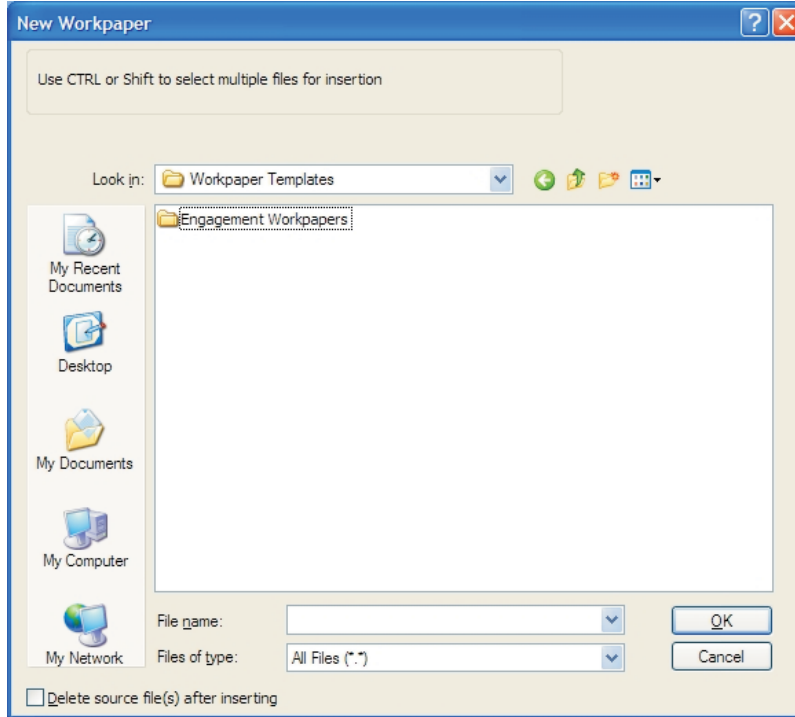 New Workpaper
Use CTRL or Shift to select multiple files for insertion
Look in: Workpaper Templates
Engagement Workpapers
My Recent
Documents
Desktop
My Documents
My Computer
My Network
File name:
OK
Files of type: All Files (*.*)
Cancel
Delete source file(s) after inserting